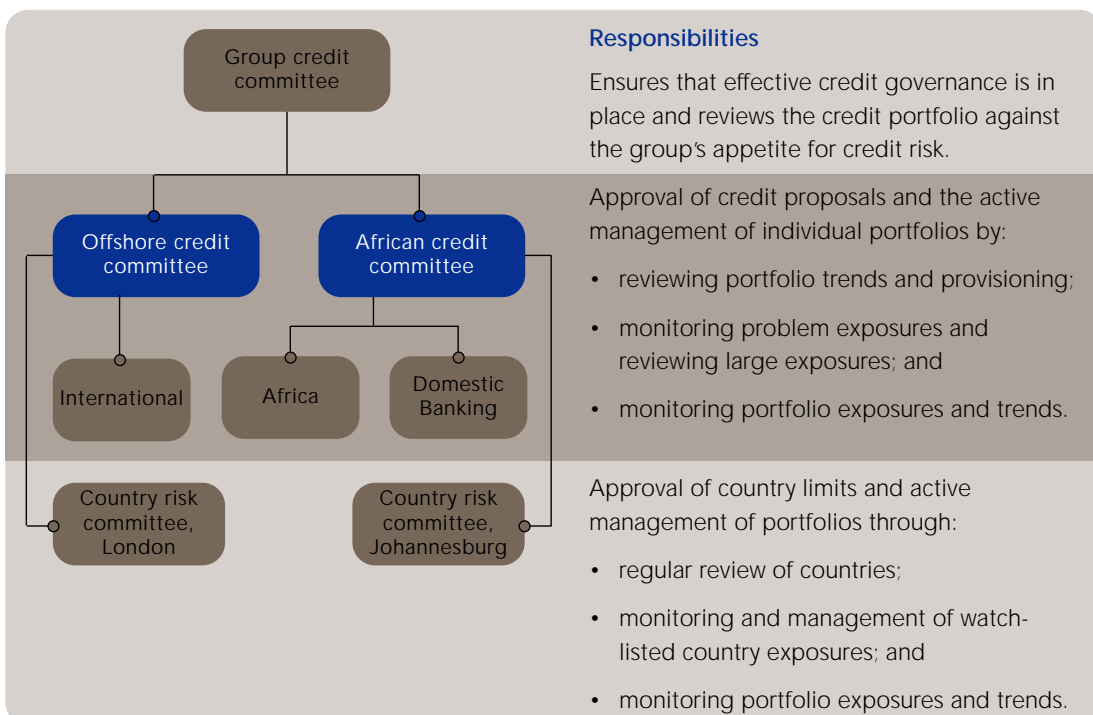 Group credit
committee
Responsibilities
Ensures that effective credit governance is in
place and reviews the credit portfolio against
the group's appetite for credit risk.
Offshore credit
committee
African credit
committee
International
Africa
Domestic
Banking
Approval of credit proposals and the active
management of individual portfolios by:
• reviewing portfolio trends and provisioning;
• monitoring problem exposures and
reviewing large exposures; and
• monitoring portfolio exposures and trends.
Country risk
committee,
London
Country risk
committee,
Johannesburg
Approval of country limits and active
management of portfolios through:
• regular review of countries;
• monitoring and management of watch-
listed country exposures; and
• monitoring portfolio exposures and trends.